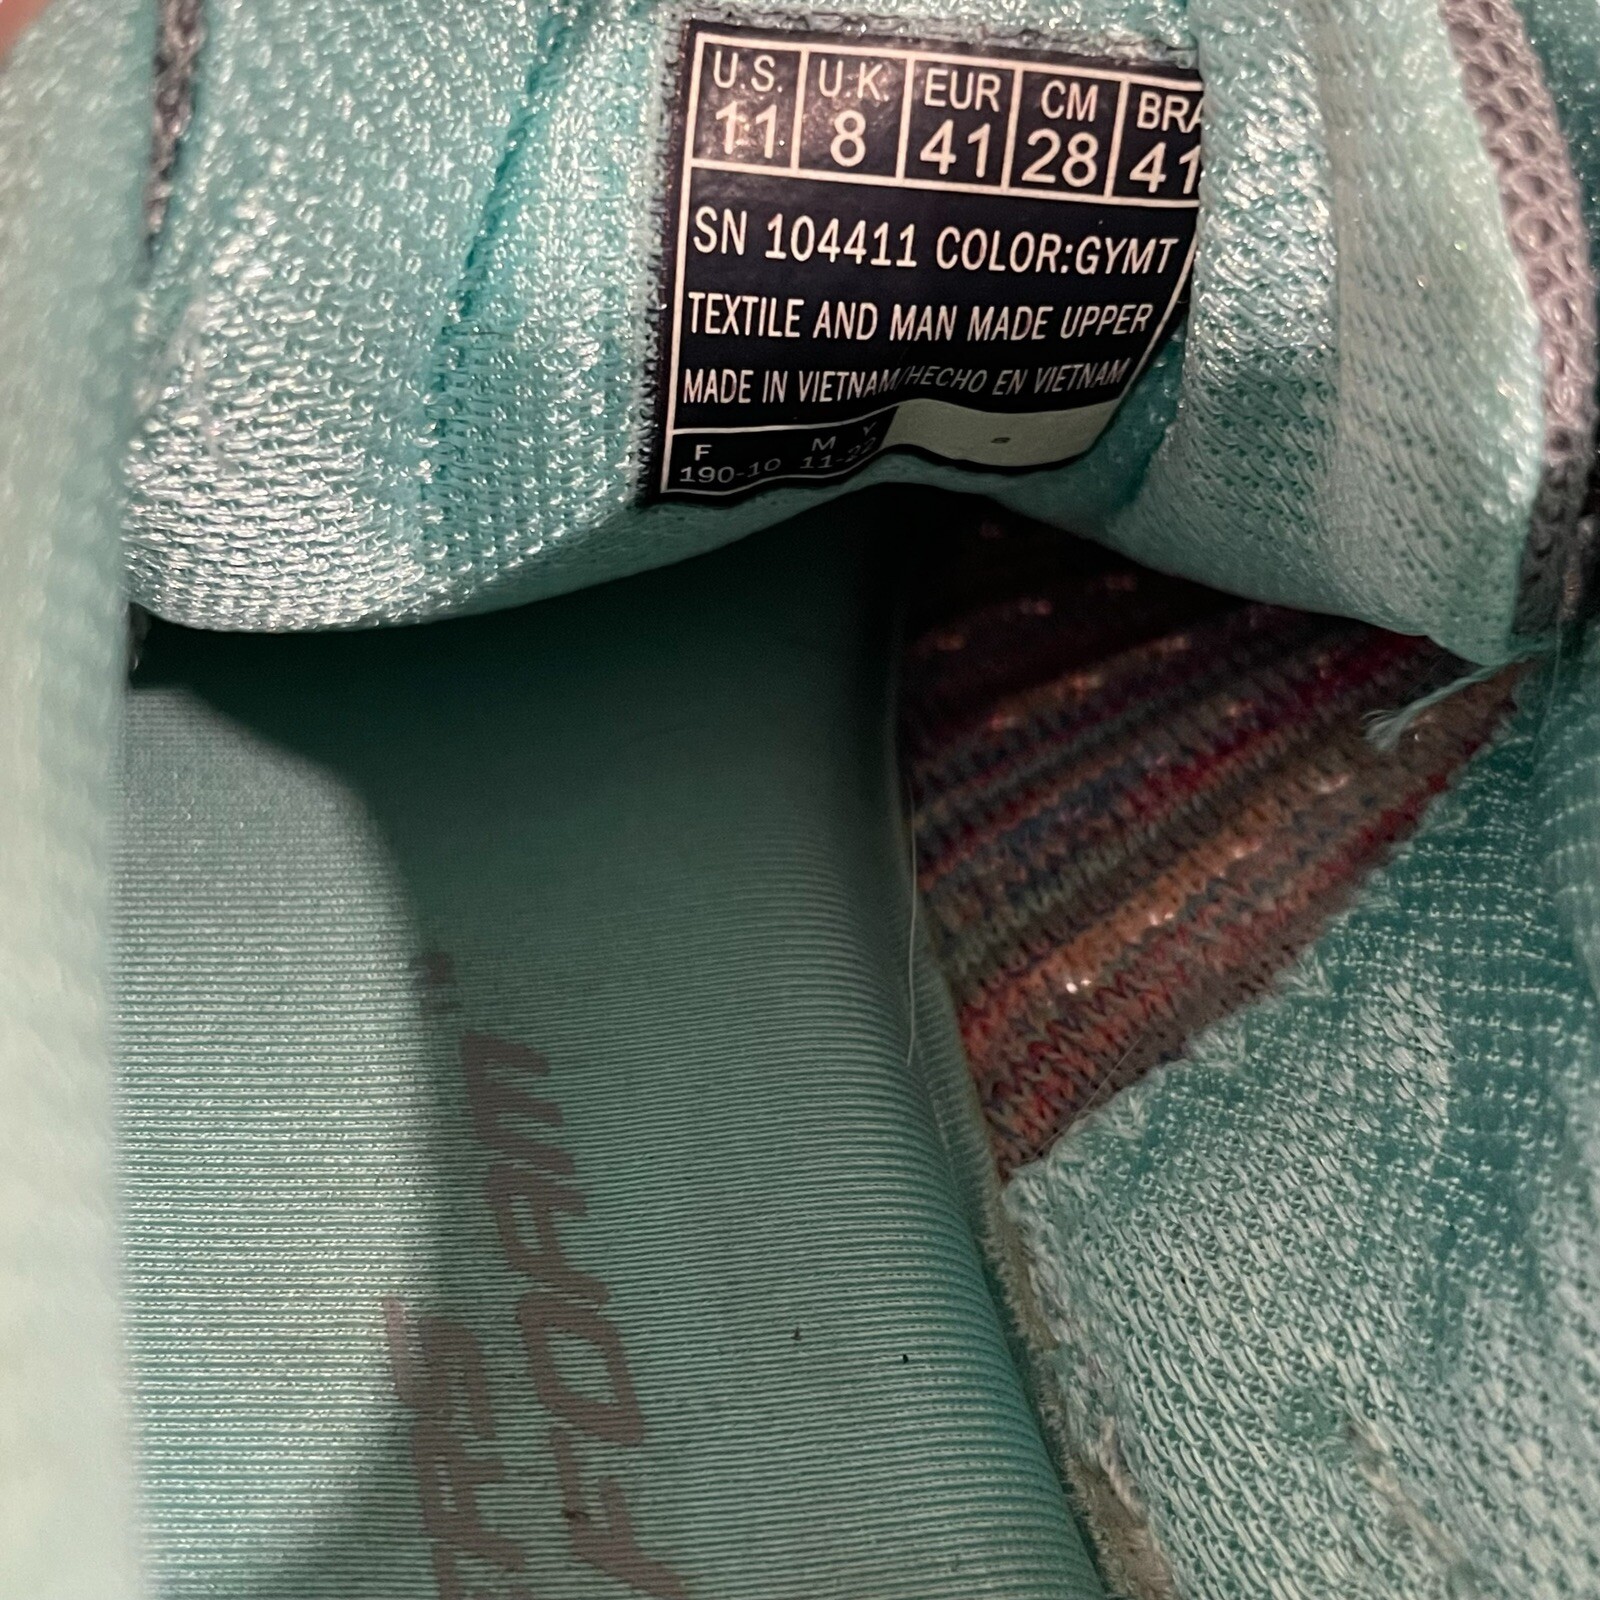 U.S. U.K. EUR CM BRA
11 8 41 28 41
SN 104411 COLOR:GYMT
TEXTILE AND MAN MADE UPPER
MADE IN VIETNAM/HECHO EN VIETNAM
F M Y
190-10 11-22